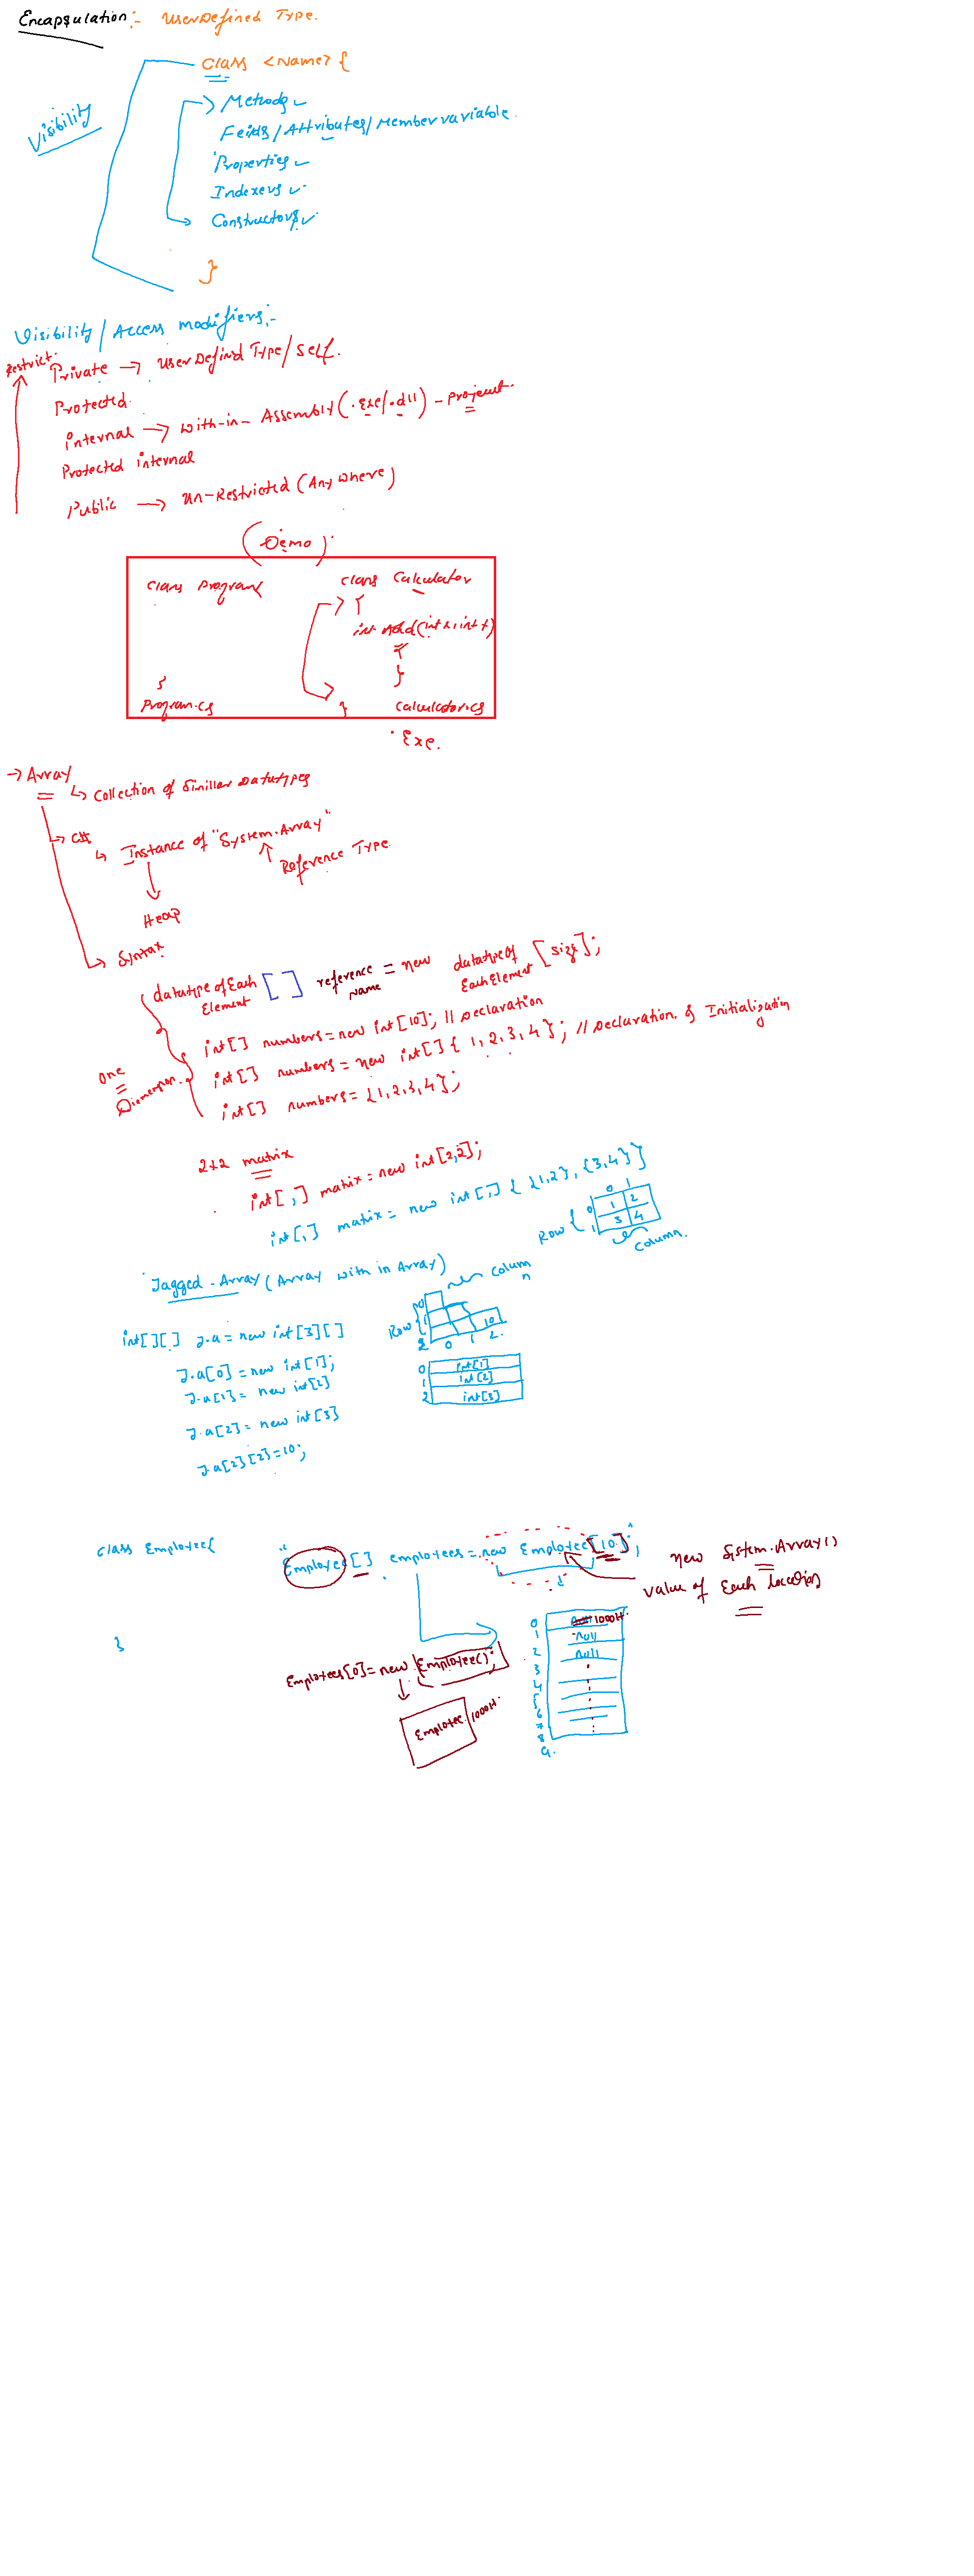 Encapsulation:- UserDefined Type.
class <Name> {
Visibility
Methods
Feilds/Attributes/Member variable.
Properties
Indexers
Constructors
}
Visibility / Access modifiers:-
Restrict.
Private → UserDefind Type/Self.
Protected.
internal → with-in- Assembly (.Exe/.dll) - project.
Protected internal
Public → Un-Restricted (Anywhere)
Demo
class Program { class Calculator
{
int Add(int x, int y)
{
}
} }
Program.cs Calculator.cs
.Exe.
→ Array
↳ Collection of Similler Datatypes
↳ C#
↳ Instance of "System.Array"
Reference Type
Heap
→ Syntax
datatype of Each Element [ ] reference name = new datatype of Each Element [size];
One Dimension.
int[] numbers = new int[10]; // Declaration
int[] numbers = new int[] { 1, 2, 3, 4 }; // Declaration & Initialization
int[] numbers = {1,2,3,4};
2x2 matrix
int[,] matrix = new int[2,2];
int[,] matrix = new int[,] { {1,2}, {3,4} }
0 1
0 1 2
Row { 1 3 4
Column.
Jagged-Array (Array with in Array)
Column
int[][] J.a = new int[3][]
Row { 0
1
2 10
0 1 2.
J.a[0] = new int[1];
J.a[1] = new int[2]
J.a[2] = new int[3]
J.a[2][2]=10;
0 int[1]
1 int[2]
2 int[3]
class Employee{
}
Employee[] employees = new Employee[10];
new System.Array()
value of Each location
Employees[0] = new Employee();
Employee 1000H.
0 1000H.
1 Null
2 Null
3
4
5
6
7
8
9.